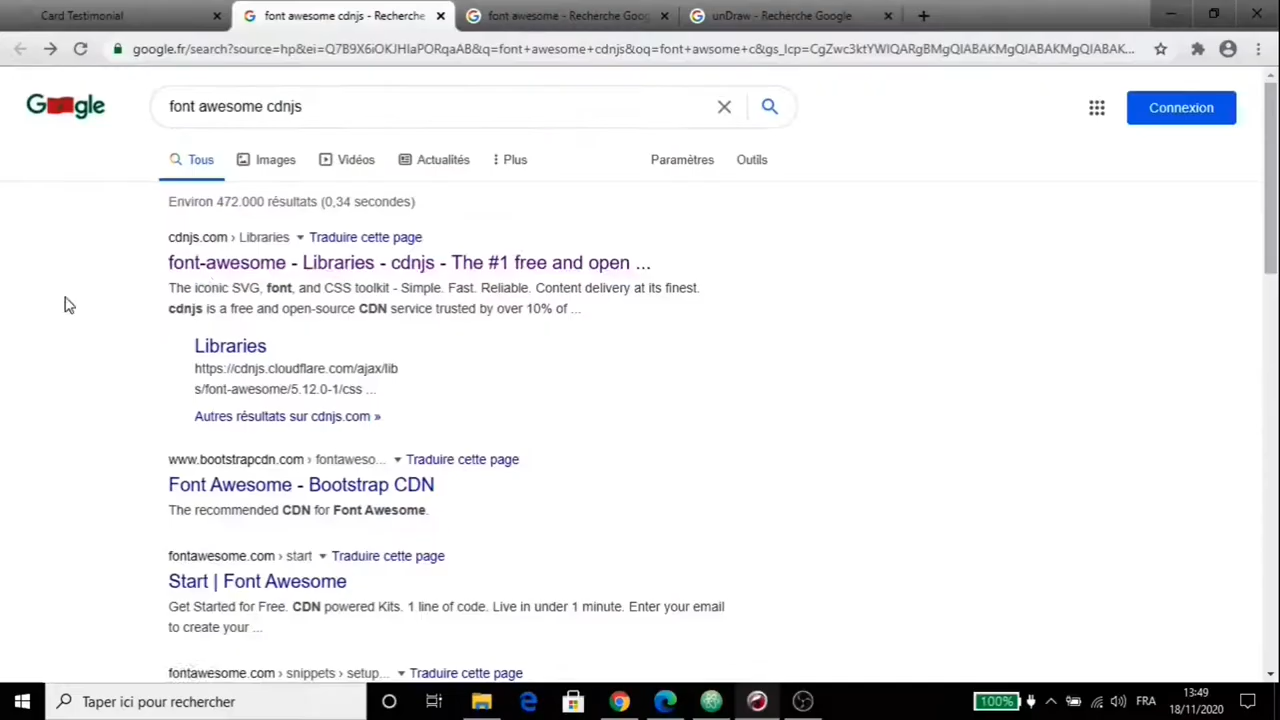 Card Testimonial
font awesome cdnjs - Recherche
font awesome - Recherche Goog
unDraw - Recherche Google
google.fr/search?source=hp&ei=Q7B9X6iOKJHIaPORqaAB&q=font+awesome+cdnjs&oq=font+awsome+c&gs_lcp=CgZwc3ktYWIQARgBMgQIABAKMgQIABAKMgQIABAK...
Google
font awesome cdnjs
Connexion
Tous
Images
Vidéos
Actualités
Plus
Paramètres
Outils
Environ 472.000 résultats (0,34 secondes)
cdnjs.com › Libraries Traduire cette page
font-awesome - Libraries - cdnjs - The #1 free and open ...
The iconic SVG, font, and CSS toolkit - Simple. Fast. Reliable. Content delivery at its finest.
cdnjs is a free and open-source CDN service trusted by over 10% of ...
Libraries
https://cdnjs.cloudflare.com/ajax/lib
s/font-awesome/5.12.0-1/css ...
Autres résultats sur cdnjs.com »
www.bootstrapcdn.com › fontaweso... Traduire cette page
Font Awesome - Bootstrap CDN
The recommended CDN for Font Awesome.
fontawesome.com › start Traduire cette page
Start | Font Awesome
Get Started for Free. CDN powered Kits. 1 line of code. Live in under 1 minute. Enter your email
to create your ...
fontawesome.com › snippets › setup... Traduire cette page
Taper ici pour rechercher
100%
FRA
13:49
18/11/2020